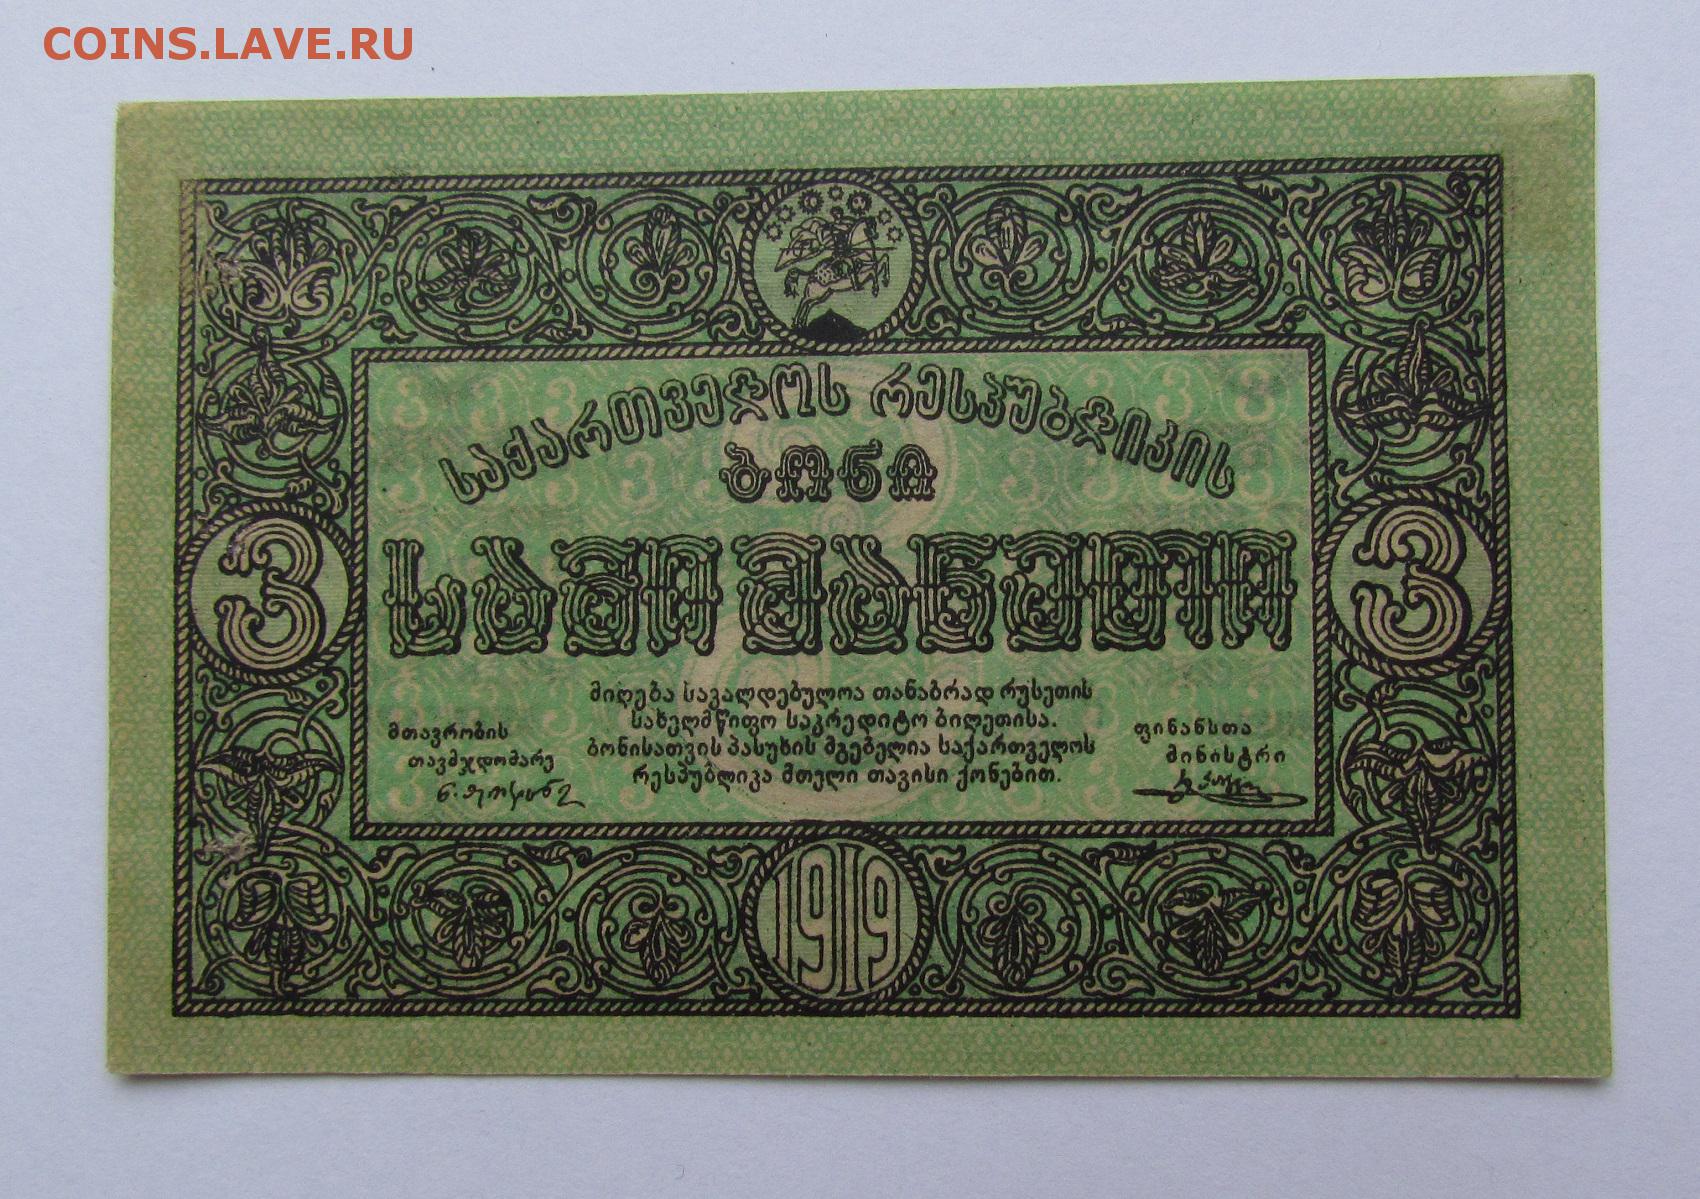 COINS.LAVE.RU
საქართველოს რესპუბლიკის
ბონი
3
სამი მანეთი
3
მიღება სავალდებულოა თანაბრად რუსეთის
სახელმწიფო საკრედიტო ბილეთისა.
ბონისათვის პასუხის მგებელია საქართველოს
რესპუბლიკა მთელი თავისი ქონებით.
მთავრობის
თავმჯდომარე
ნ. ჟორდანია
ფინანსთა
მინისტრი
1919